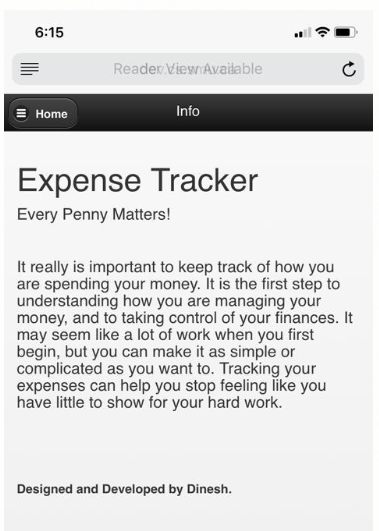 6:15
Reader View Available
Home
Info
Expense Tracker
Every Penny Matters!
It really is important to keep track of how you
are spending your money. It is the first step to
understanding how you are managing your
money, and to taking control of your finances. It
may seem like a lot of work when you first
begin, but you can make it as simple or
complicated as you want to. Tracking your
expenses can help you stop feeling like you
have little to show for your hard work.
Designed and Developed by Dinesh.